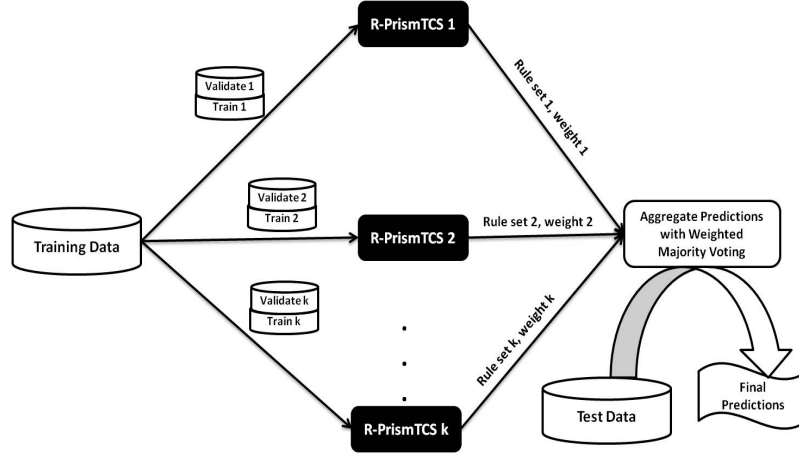 R-PrismTCS 1
Validate 1
Train 1
Rule set 1, weight 1
Validate 2
Train 2
Training Data
R-PrismTCS 2
Rule set 2, weight 2
Aggregate Predictions
with Weighted
Majority Voting
Validate k
Train k
Rule set k, weight k
R-PrismTCS k
Test Data
Final
Predictions